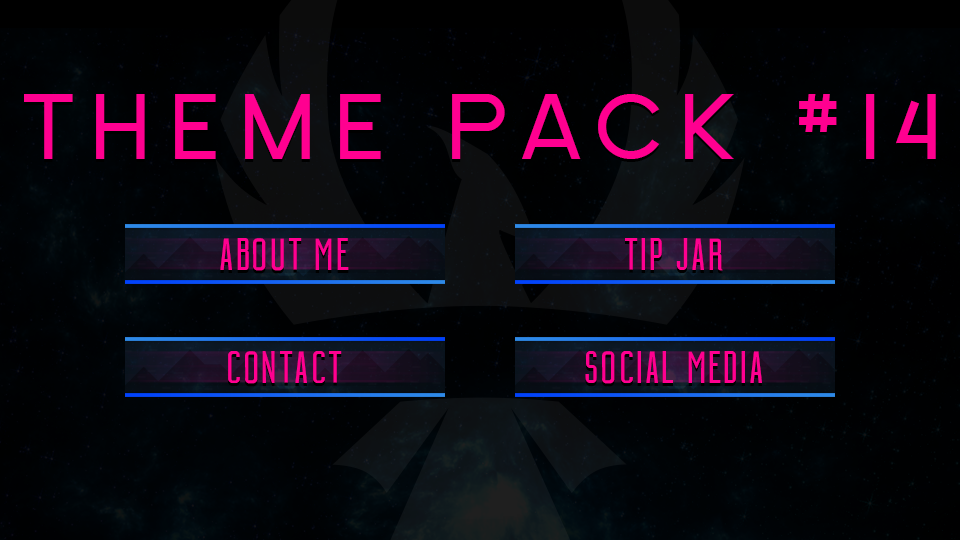 THEME PACK #14
ABOUT ME
TIP JAR
CONTACT
SOCIAL MEDIA